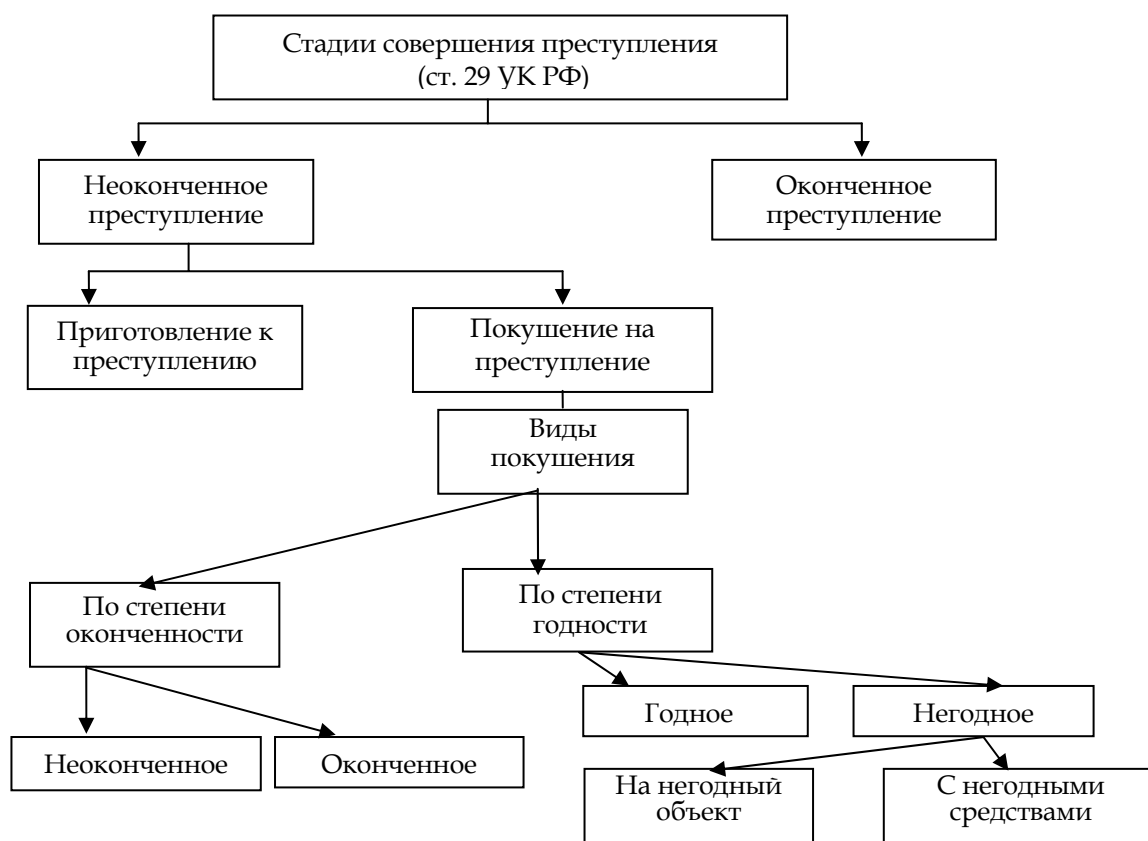 Стадии совершения преступления
(ст. 29 УК РФ)
Неоконченное
преступление
Оконченное
преступление
Приготовление к
преступлению
Покушение на
преступление
Виды
покушения
По степени
оконченности
По степени
годности
Годное
Негодное
Неоконченное
Оконченное
На негодный
объект
С негодными
средствами